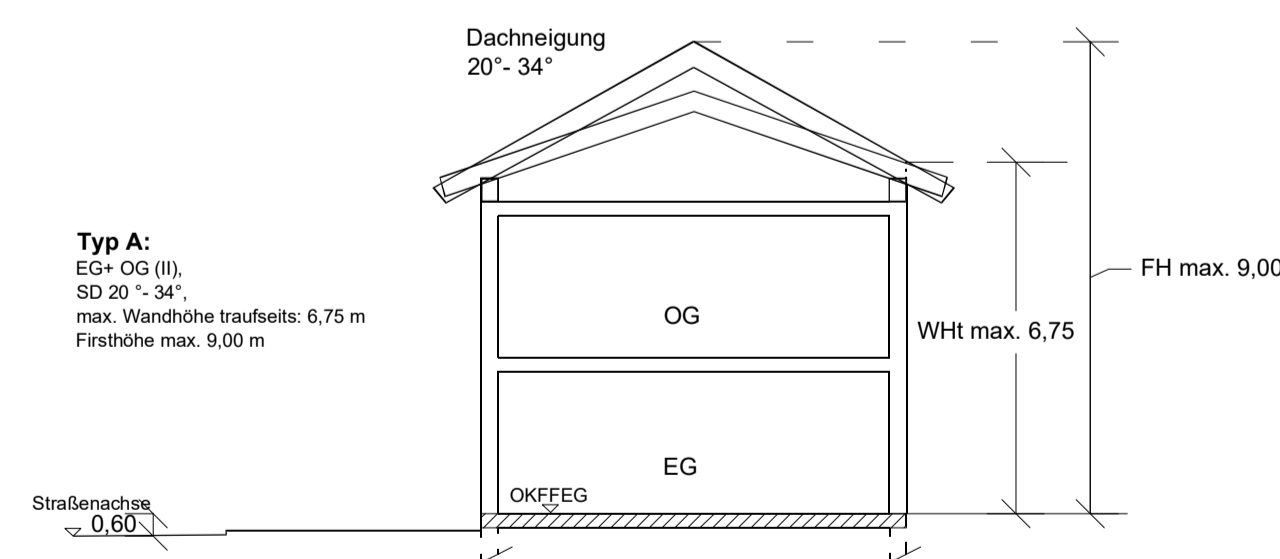 Dachneigung
20°- 34°
Typ A:
EG+ OG (II),
SD 20 °- 34°,
max. Wandhöhe traufseits: 6,75 m
Firsthöhe max. 9,00 m
FH max. 9,00
OG
WHt max. 6,75
EG
OKFFEG
Straßenachse
0,60